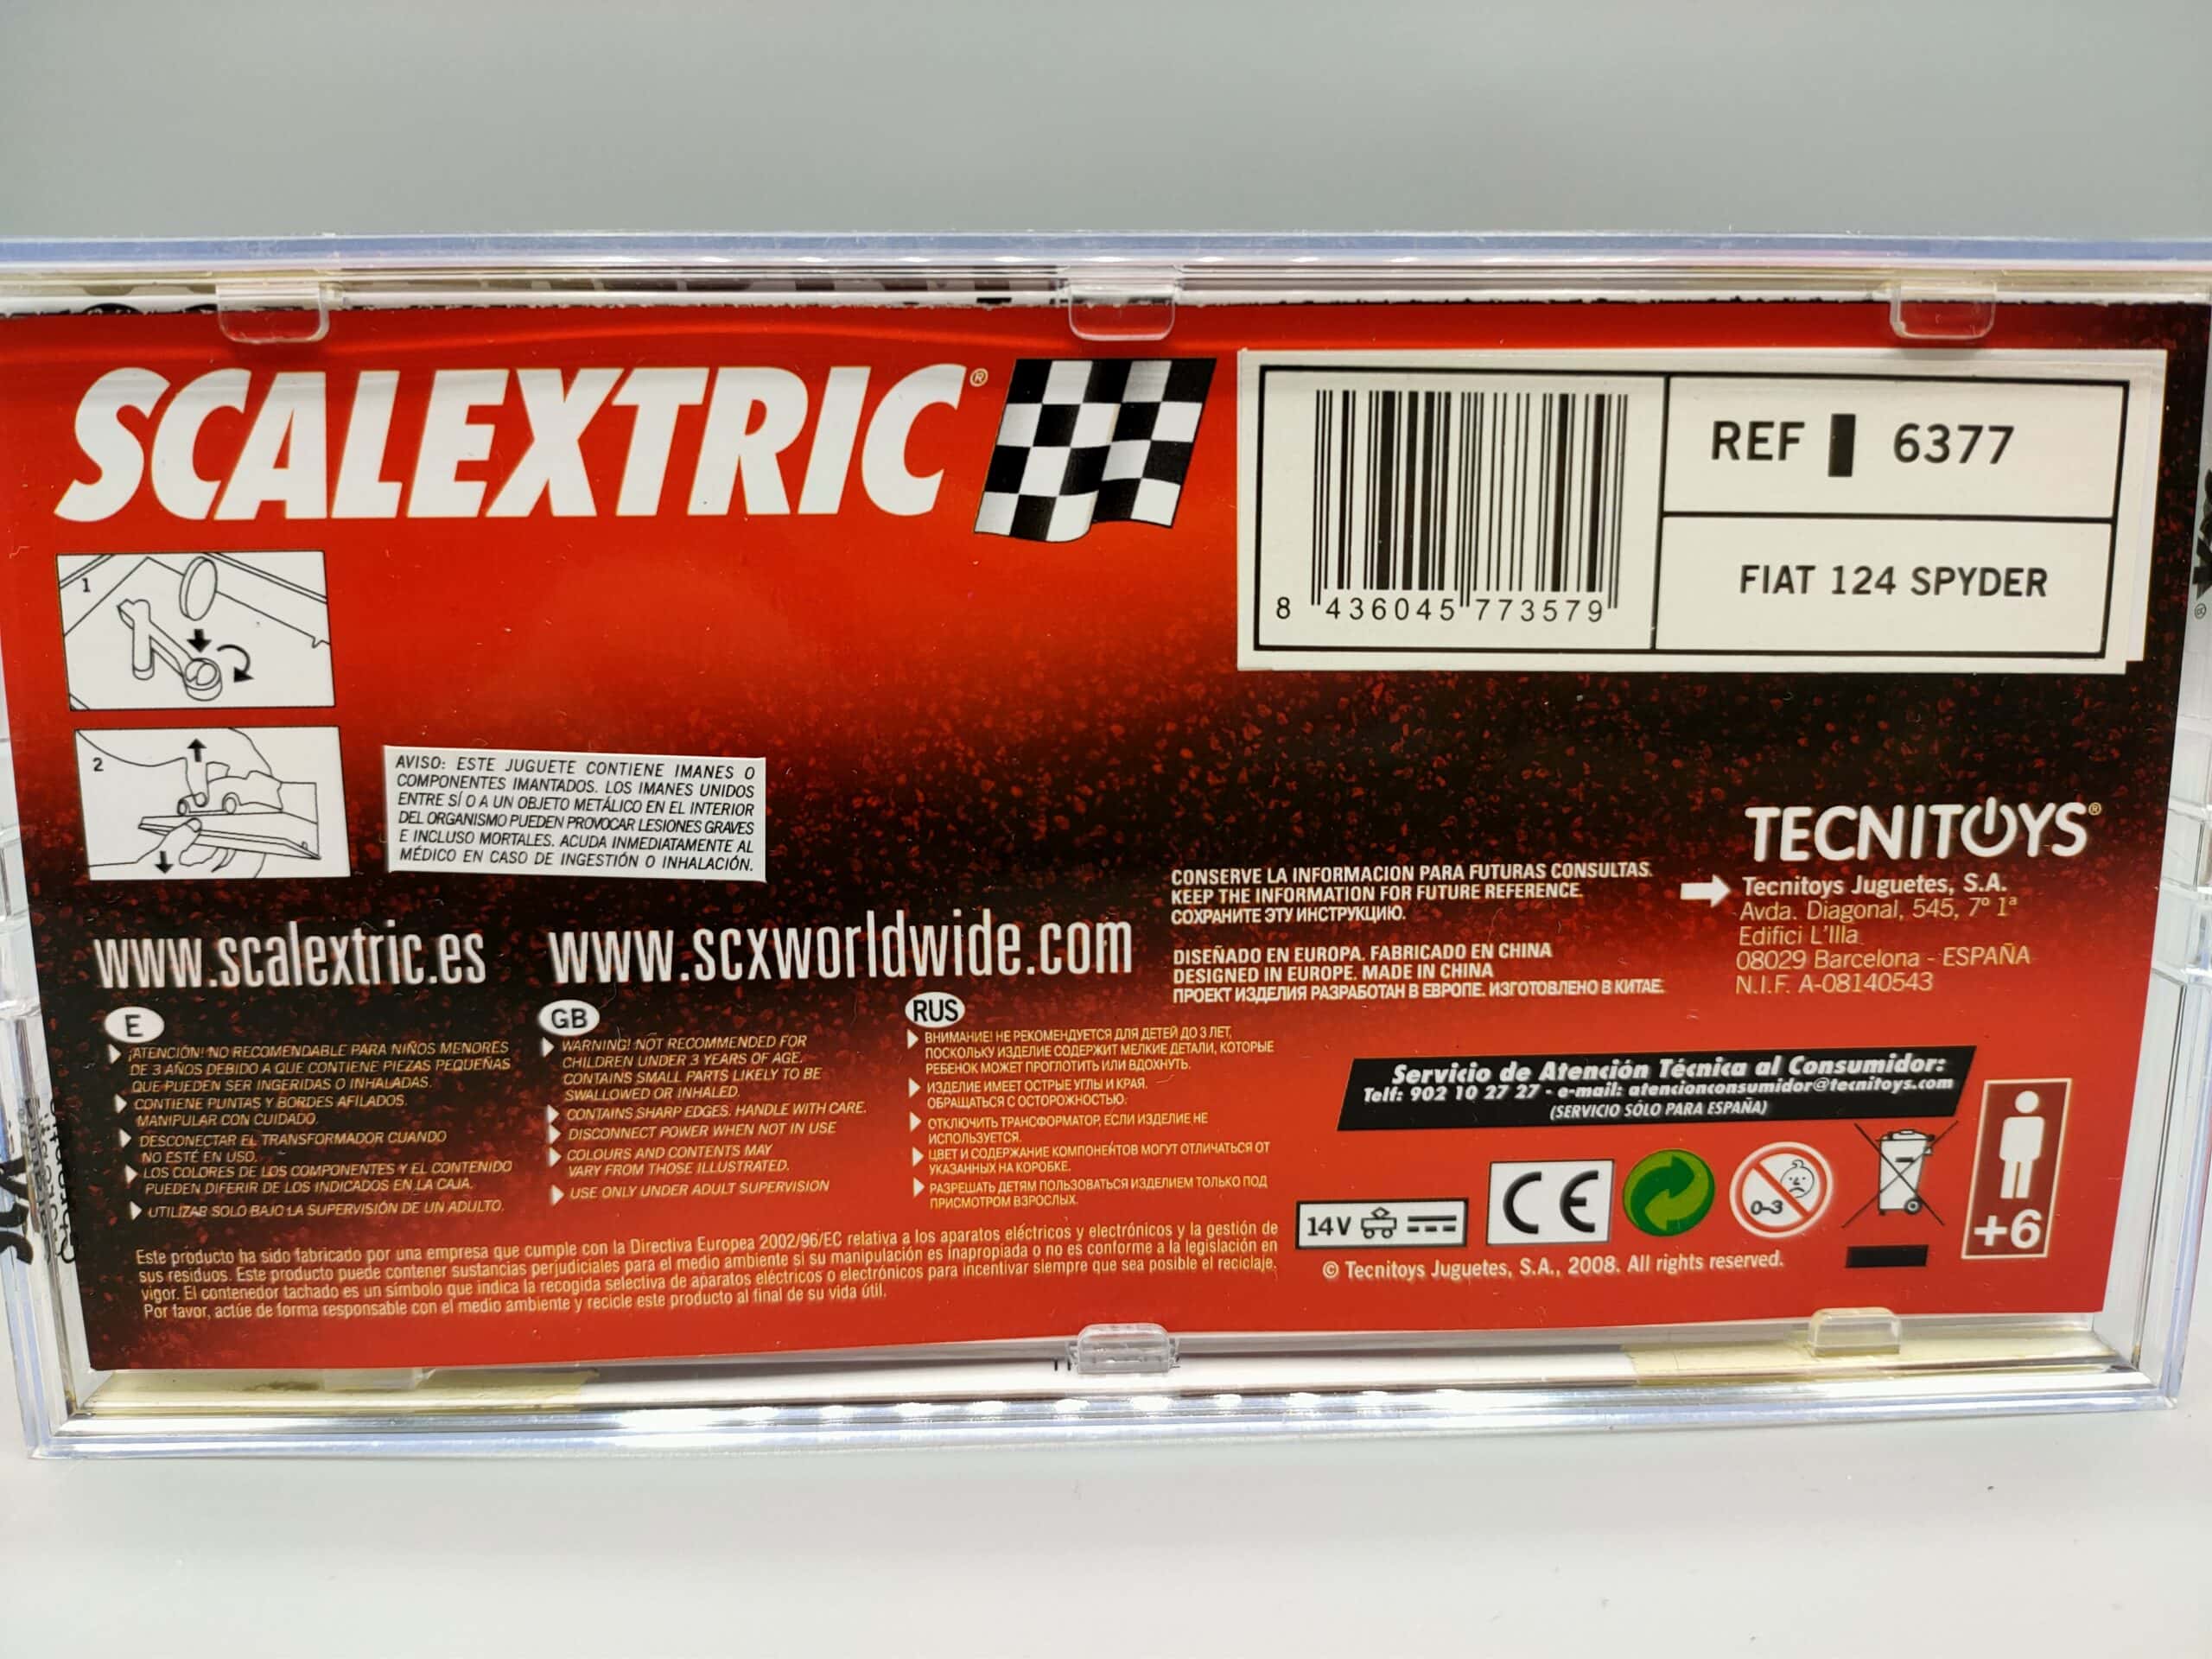 SCALEXTRIC®
8 436045 773579
REF 6377
FIAT 124 SPYDER
1
2
AVISO: ESTE JUGUETE CONTIENE IMANES O
COMPONENTES IMANTADOS. LOS IMANES UNIDOS
ENTRE SÍ O A UN OBJETO METÁLICO EN EL INTERIOR
DEL ORGANISMO PUEDEN PROVOCAR LESIONES GRAVES
E INCLUSO MORTALES. ACUDA INMEDIATAMENTE AL
MÉDICO EN CASO DE INGESTIÓN O INHALACIÓN.
www.scalextric.es
www.scxworldwide.com
CONSERVE LA INFORMACION PARA FUTURAS CONSULTAS.
KEEP THE INFORMATION FOR FUTURE REFERENCE.
СОХРАНИТЕ ЭТУ ИНСТРУКЦИЮ.
DISEÑADO EN EUROPA. FABRICADO EN CHINA
DESIGNED IN EUROPE. MADE IN CHINA
ПРОЕКТ ИЗДЕЛИЯ РАЗРАБОТАН В ЕВРОПЕ. ИЗГОТОВЛЕНО В КИТАЕ.
TECNITOYS®
Tecnitoys Juguetes, S.A.
Avda. Diagonal, 545, 7º 1ª
Edifici L'Illa
08029 Barcelona - ESPAÑA
N.I.F. A-08140543
E
¡ATENCIÓN! NO RECOMENDABLE PARA NIÑOS MENORES
DE 3 AÑOS DEBIDO A QUE CONTIENE PIEZAS PEQUEÑAS
QUE PUEDEN SER INGERIDAS O INHALADAS.
CONTIENE PUNTAS Y BORDES AFILADOS.
MANIPULAR CON CUIDADO.
DESCONECTAR EL TRANSFORMADOR CUANDO
NO ESTÉ EN USO.
LOS COLORES DE LOS COMPONENTES Y EL CONTENIDO
PUEDEN DIFERIR DE LOS INDICADOS EN LA CAJA.
UTILIZAR SOLO BAJO LA SUPERVISIÓN DE UN ADULTO.
GB
WARNING! NOT RECOMMENDED FOR
CHILDREN UNDER 3 YEARS OF AGE.
CONTAINS SMALL PARTS LIKELY TO BE
SWALLOWED OR INHALED.
CONTAINS SHARP EDGES. HANDLE WITH CARE.
DISCONNECT POWER WHEN NOT IN USE
COLOURS AND CONTENTS MAY
VARY FROM THOSE ILLUSTRATED.
USE ONLY UNDER ADULT SUPERVISION
RUS
ВНИМАНИЕ! НЕ РЕКОМЕНДУЕТСЯ ДЛЯ ДЕТЕЙ ДО 3 ЛЕТ,
ПОСКОЛЬКУ ИЗДЕЛИЕ СОДЕРЖИТ МЕЛКИЕ ДЕТАЛИ, КОТОРЫЕ
РЕБЕНОК МОЖЕТ ПРОГЛОТИТЬ ИЛИ ВДОХНУТЬ.
ИЗДЕЛИЕ ИМЕЕТ ОСТРЫЕ УГЛЫ И КРАЯ.
ОБРАЩАТЬСЯ С ОСТОРОЖНОСТЬЮ.
ОТКЛЮЧИТЬ ТРАНСФОРМАТОР, ЕСЛИ ИЗДЕЛИЕ НЕ
ИСПОЛЬЗУЕТСЯ.
ЦВЕТ И СОДЕРЖАНИЕ КОМПОНЕНТОВ МОГУТ ОТЛИЧАТЬСЯ ОТ
УКАЗАННЫХ НА КОРОБКЕ.
РАЗРЕШАТЬ ДЕТЯМ ПОЛЬЗОВАТЬСЯ ИЗДЕЛИЕМ ТОЛЬКО ПОД
ПРИСМОТРОМ ВЗРОСЛЫХ.
Servicio de Atención Técnica al Consumidor:
Telf: 902 10 27 27 - e-mail: atencionconsumidor@tecnitoys.com
(SERVICIO SÓLO PARA ESPAÑA)
14V
CE
0-3
+6
© Tecnitoys Juguetes, S.A., 2008. All rights reserved.
Este producto ha sido fabricado por una empresa que cumple con la Directiva Europea 2002/96/EC relativa a los aparatos eléctricos y electrónicos y la gestión de
sus residuos. Este producto puede contener sustancias perjudiciales para el medio ambiente si su manipulación es inapropiada o no es conforme a la legislación en
vigor. El contenedor tachado es un símbolo que indica la recogida selectiva de aparatos eléctricos o electrónicos para incentivar siempre que sea posible el reciclaje.
Por favor, actúe de forma responsable con el medio ambiente y recicle este producto al final de su vida útil.